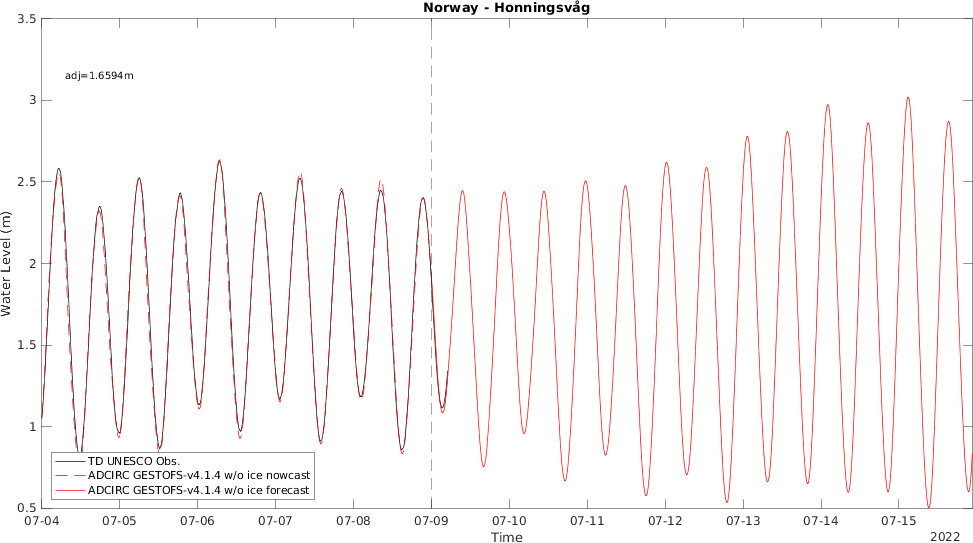 Norway - Honningsvåg
3.5
adj=1.6594m
3
2.5
2
Water Level (m)
1.5
1
TD UNESCO Obs.
ADCIRC GESTOFS-v4.1.4 w/o ice nowcast
ADCIRC GESTOFS-v4.1.4 w/o ice forecast
0.5
07-04 07-05 07-06 07-07 07-08 07-09 07-10 07-11 07-12 07-13 07-14 07-15
Time
2022